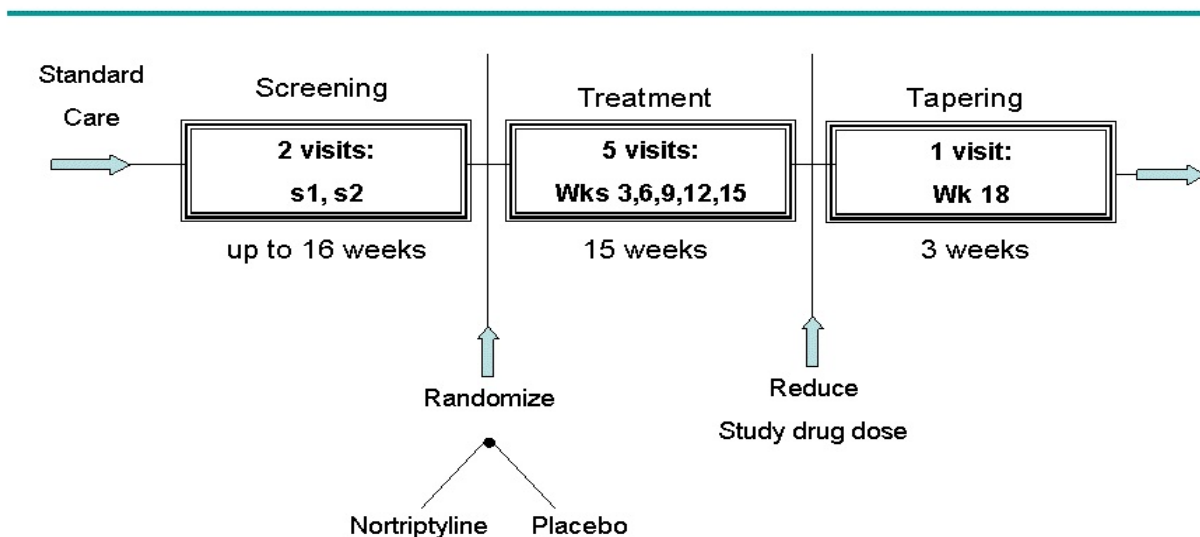 Standard
Care
Screening
2 visits:
s1, s2
up to 16 weeks
Treatment
5 visits:
Wks 3,6,9,12,15
15 weeks
Tapering
1 visit:
Wk 18
3 weeks
Randomize
Nortriptyline
Placebo
Reduce
Study drug dose